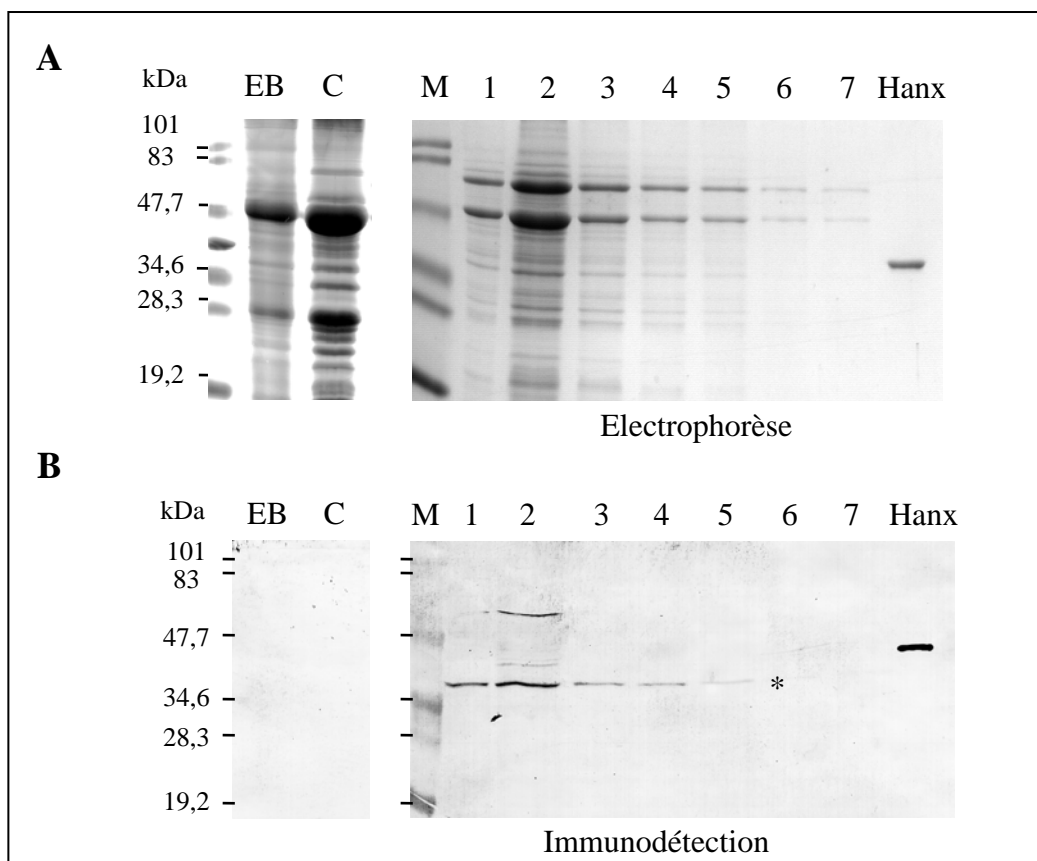 A
kDa EB C M 1 2 3 4 5 6 7 Hanx
101
83
47,7
34,6
28,3
19,2
Electrophorèse
B
kDa EB C M 1 2 3 4 5 6 7 Hanx
101
83
47,7
34,6
*
28,3
19,2
Immunodétection